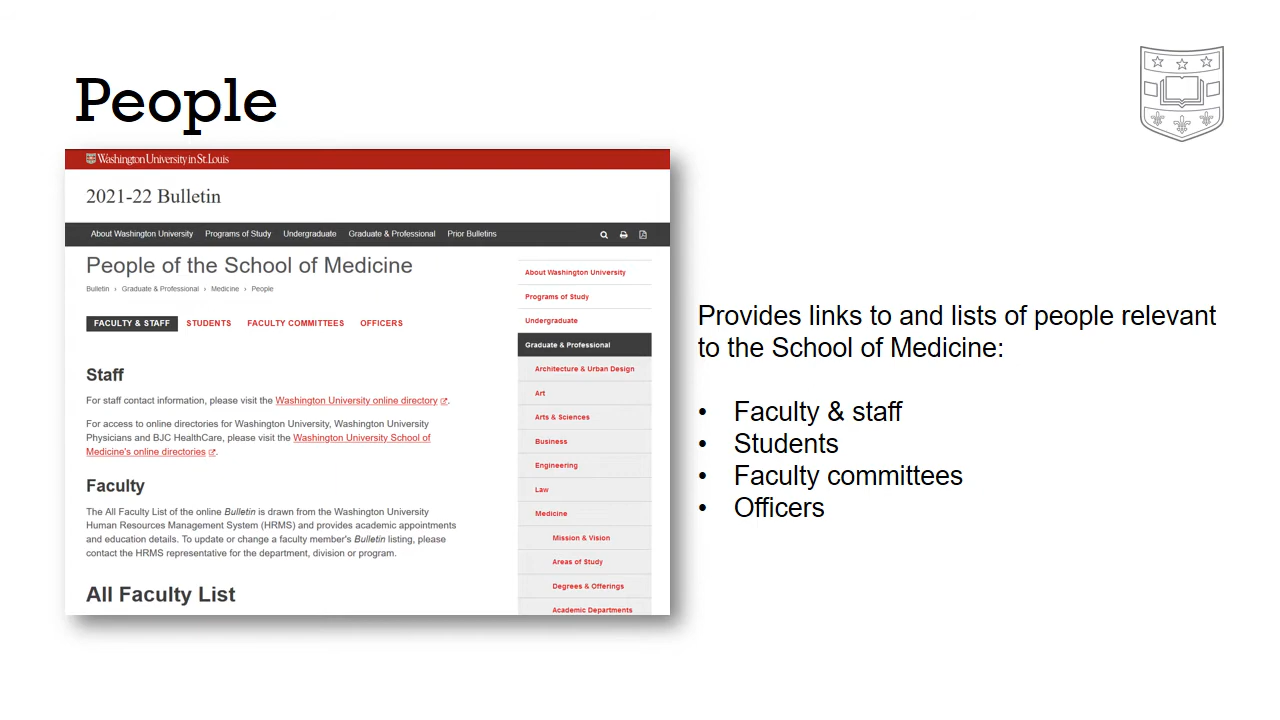 People
Washington University in St. Louis
2021-22 Bulletin
About Washington University Programs of Study Undergraduate Graduate & Professional Prior Bulletins
People of the School of Medicine
Bulletin › Graduate & Professional › Medicine › People
FACULTY & STAFF STUDENTS FACULTY COMMITTEES OFFICERS
Staff
For staff contact information, please visit the Washington University online directory.
For access to online directories for Washington University, Washington University
Physicians and BJC HealthCare, please visit the Washington University School of
Medicine's online directories.
Faculty
The All Faculty List of the online Bulletin is drawn from the Washington University
Human Resources Management System (HRMS) and provides academic appointments
and education details. To update or change a faculty member's Bulletin listing, please
contact the HRMS representative for the department, division or program.
All Faculty List
About Washington University
Programs of Study
Undergraduate
Graduate & Professional
Architecture & Urban Design
Art
Arts & Sciences
Business
Engineering
Law
Medicine
Mission & Vision
Areas of Study
Degrees & Offerings
Academic Departments
Provides links to and lists of people relevant
to the School of Medicine:
• Faculty & staff
• Students
• Faculty committees
• Officers